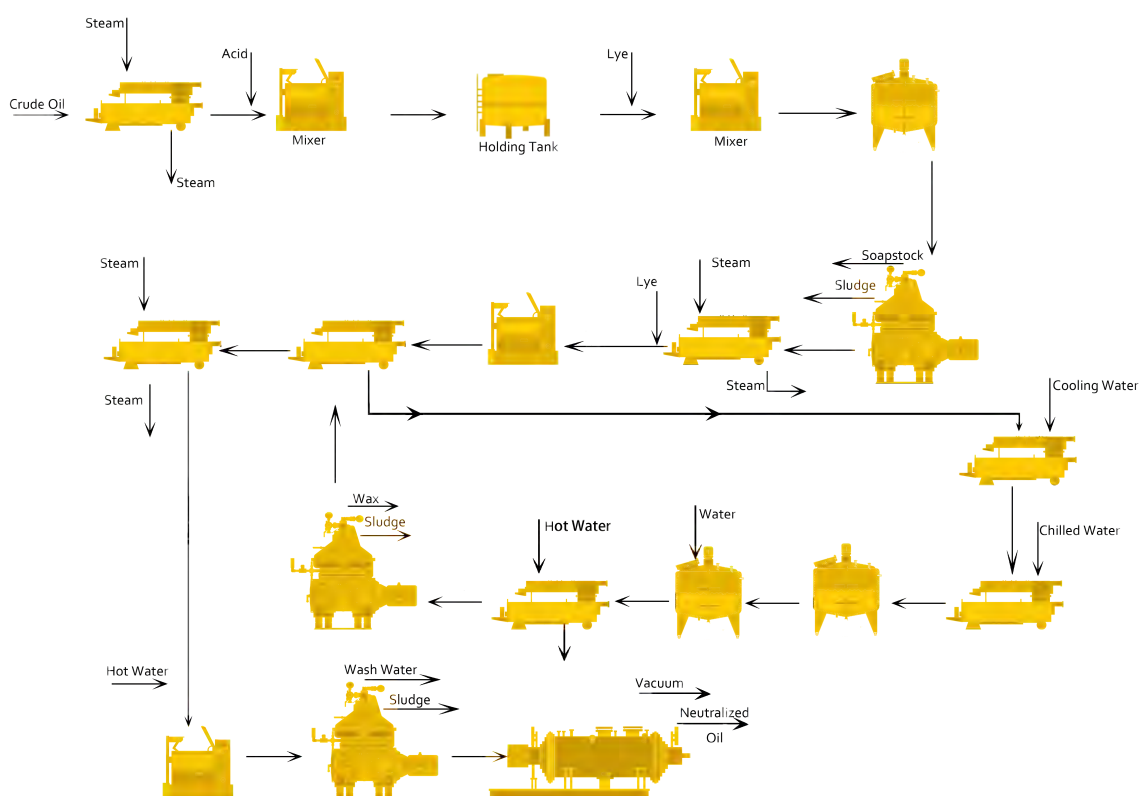 Steam
Acid
Lye
Crude Oil
Mixer
Holding Tank
Mixer
Steam
Soapstock
Steam
Steam
Lye
Sludge
Steam
Steam
Cooling Water
Wax
Sludge
Hot Water
Water
Chilled Water
Hot Water
Wash Water
Sludge
Vacuum
Neutralized
Oil